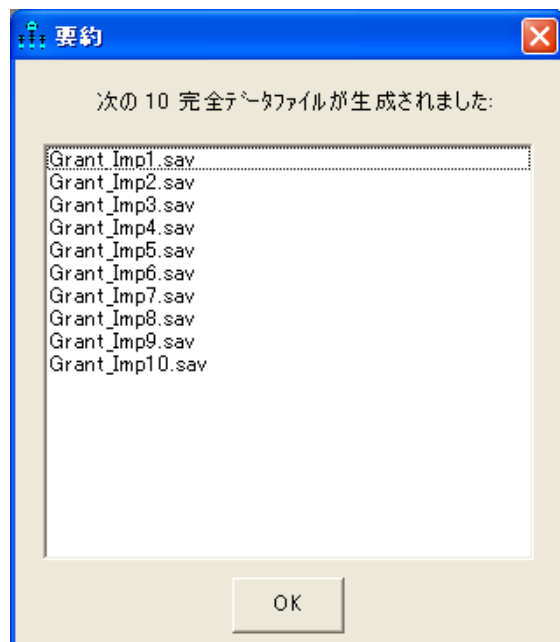 要約
次の 10 完全データファイルが生成されました:
Grant_Imp1.sav
Grant_Imp2.sav
Grant_Imp3.sav
Grant_Imp4.sav
Grant_Imp5.sav
Grant_Imp6.sav
Grant_Imp7.sav
Grant_Imp8.sav
Grant_Imp9.sav
Grant_Imp10.sav
OK